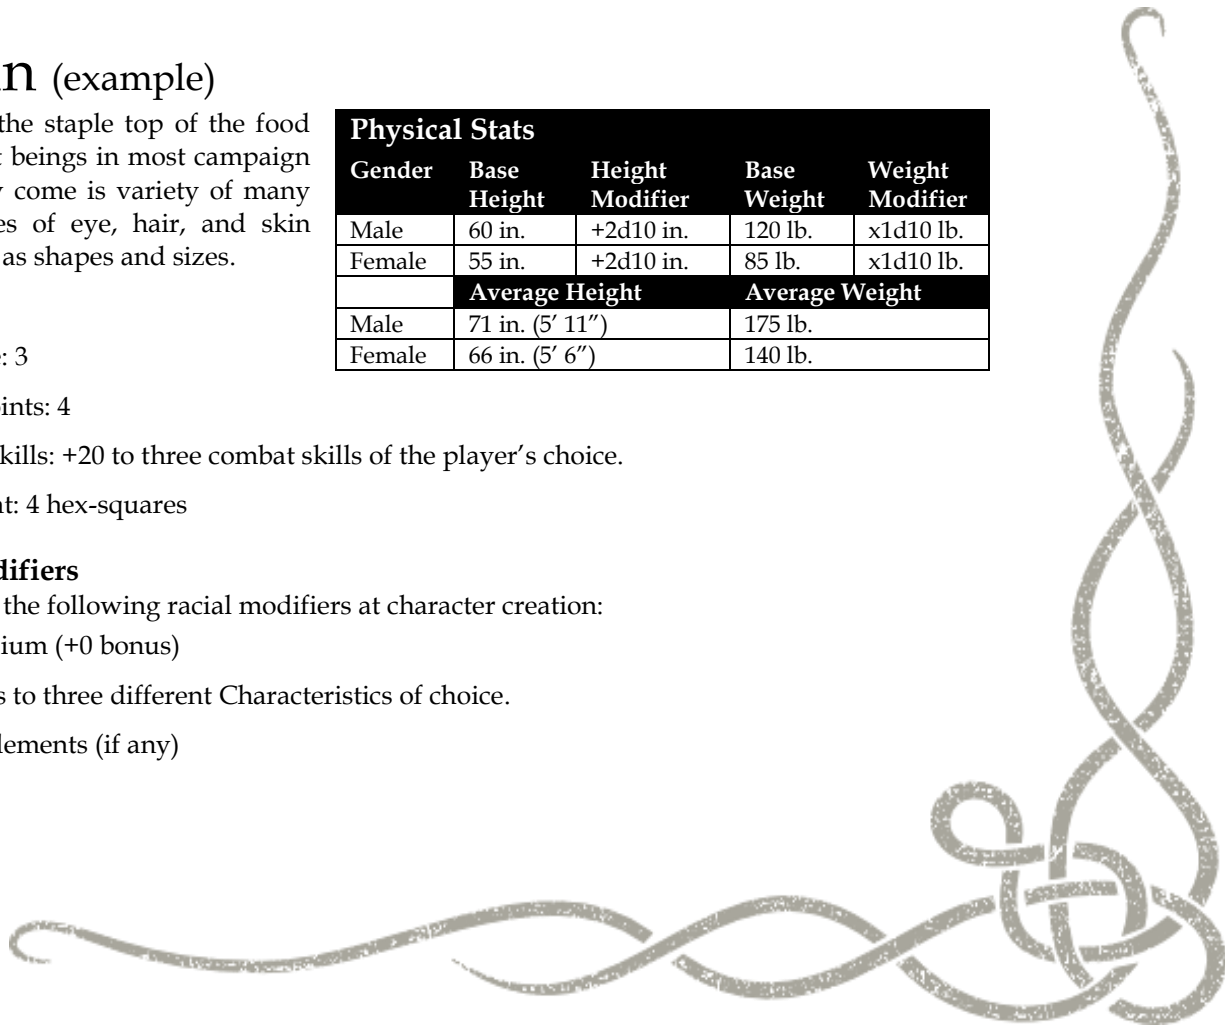 n (example)
the staple top of the food
t beings in most campaign
y come is variety of many
es of eye, hair, and skin
as shapes and sizes.
Physical Stats
Gender Base Height Height Modifier Base Weight Weight Modifier
Male 60 in. +2d10 in. 120 lb. x1d10 lb.
Female 55 in. +2d10 in. 85 lb. x1d10 lb.
Average Height Average Weight
Male 71 in. (5′ 11″) 175 lb.
Female 66 in. (5′ 6″) 140 lb.
e: 3
ints: 4
kills: +20 to three combat skills of the player’s choice.
nt: 4 hex-squares
difiers
the following racial modifiers at character creation:
ium (+0 bonus)
s to three different Characteristics of choice.
lements (if any)